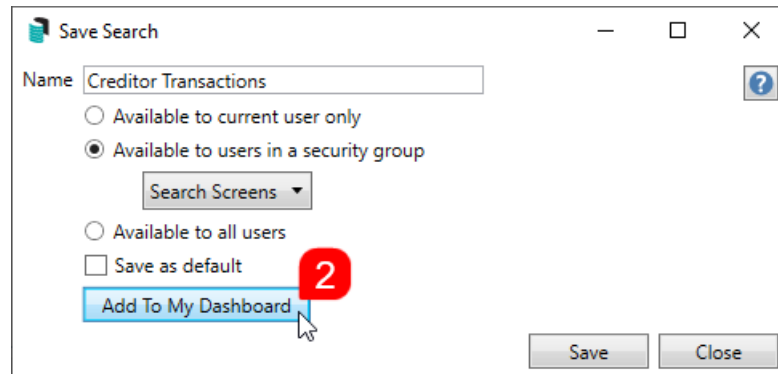 Save Search
Name Creditor Transactions
?
Available to current user only
Available to users in a security group
Search Screens
Available to all users
Save as default
2
Add To My Dashboard
Save Close